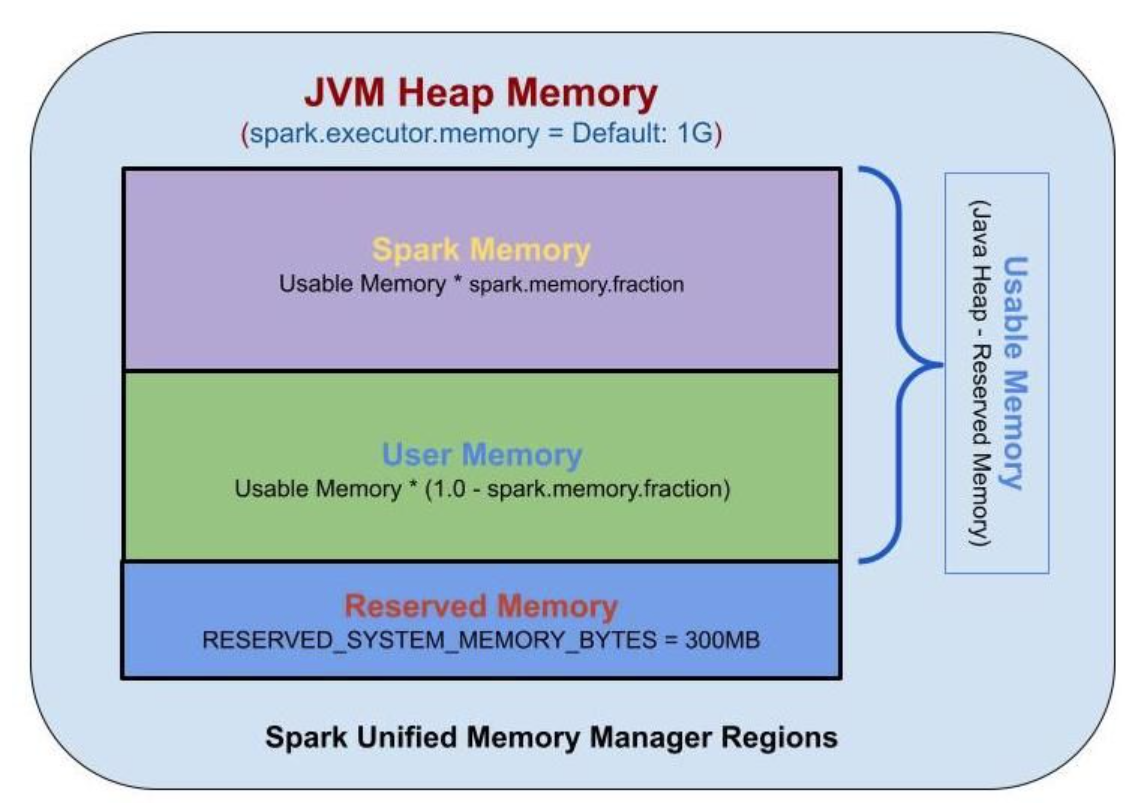 JVM Heap Memory
(spark.executor.memory = Default: 1G)
Spark Memory
Usable Memory * spark.memory.fraction
User Memory
Usable Memory * (1.0 - spark.memory.fraction)
Reserved Memory
RESERVED_SYSTEM_MEMORY_BYTES = 300MB
Usable Memory
(Java Heap - Reserved Memory)
Spark Unified Memory Manager Regions